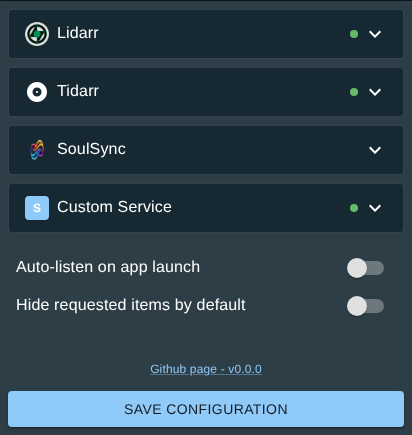 Lidarr
Tidarr
SoulSync
S Custom Service
Auto-listen on app launch
Hide requested items by default
Github page - v0.0.0
SAVE CONFIGURATION